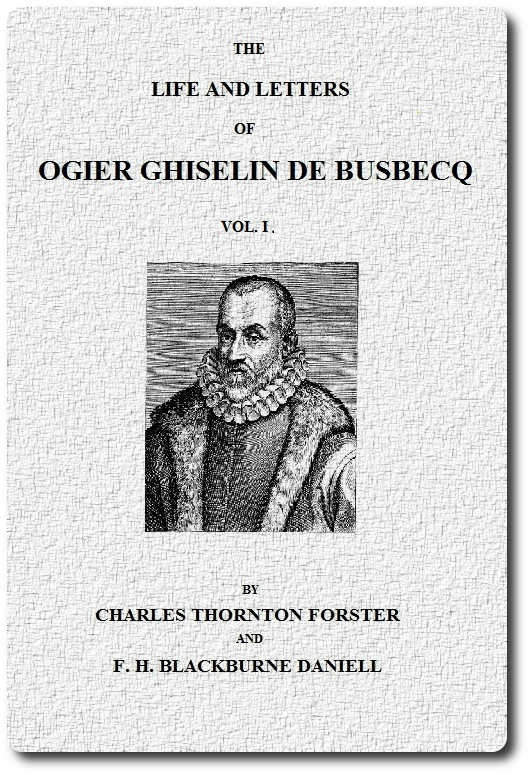 THE
LIFE AND LETTERS
OF
OGIER GHISELIN DE BUSBECQ
VOL. I.
BY
CHARLES THORNTON FORSTER
AND
F. H. BLACKBURNE DANIELL